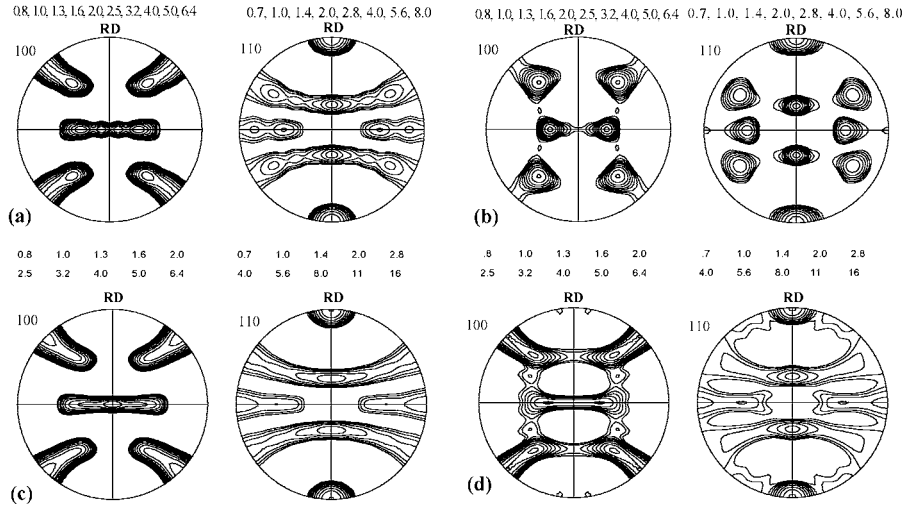 0.8, 1.0, 1.3, 1.6, 2.0, 2.5, 3.2, 4.0, 5.0, 6.4
0.7, 1.0, 1.4, 2.0, 2.8, 4.0, 5.6, 8.0
RD
100
110
(a)
0.8, 1.0, 1.3, 1.6, 2.0, 2.5, 3.2, 4.0, 5.0, 6.4
0.7, 1.0, 1.4, 2.0, 2.8, 4.0, 5.6, 8.0
RD
100
110
(b)
0.8 1.0 1.3 1.6 2.0
2.5 3.2 4.0 5.0 6.4
0.7 1.0 1.4 2.0 2.8
4.0 5.6 8.0 11 16
RD
100
110
(c)
.8 1.0 1.3 1.6 2.0
2.5 3.2 4.0 5.0 6.4
.7 1.0 1.4 2.0 2.8
4.0 5.6 8.0 11 16
RD
100
110
(d)